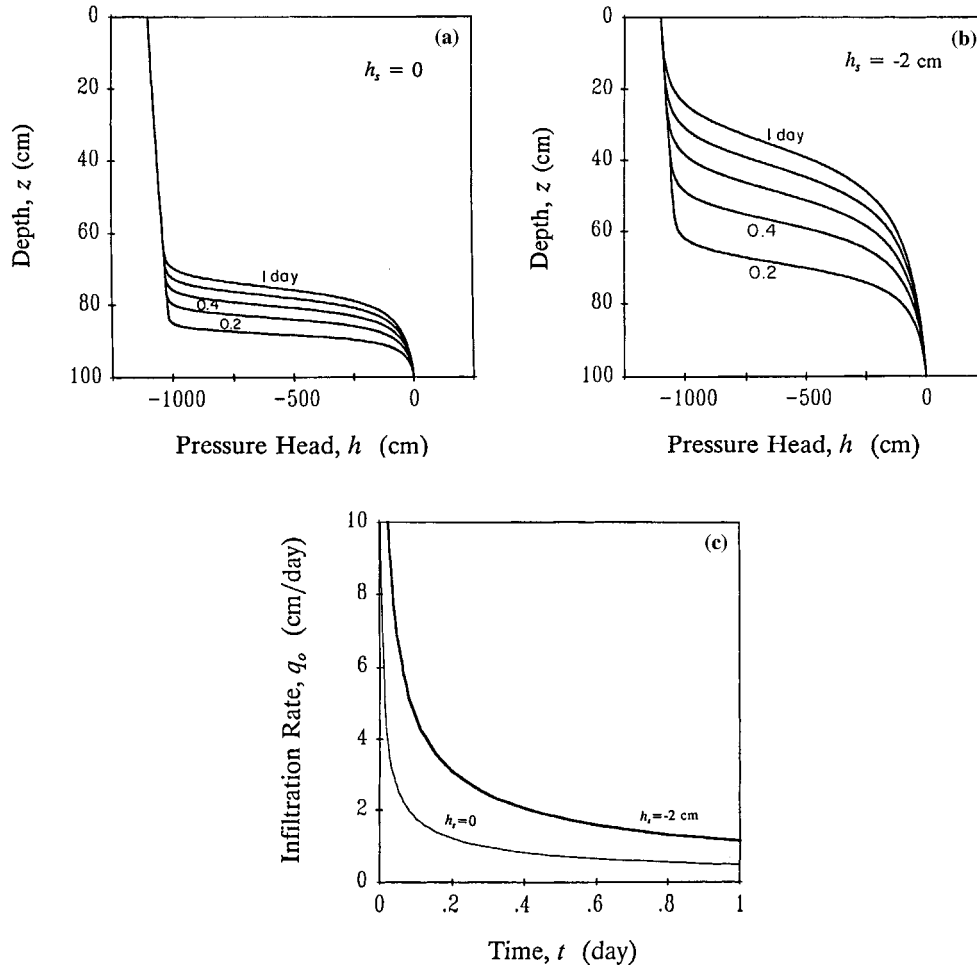 (a)
h_s = 0
1 day
0.4
0.2
0
20
40
60
80
100
Depth, z (cm)
-1000
-500
0
Pressure Head, h (cm)
(b)
h_s = -2 cm
1 day
0.4
0.2
0
20
40
60
80
100
Depth, z (cm)
-1000
-500
0
Pressure Head, h (cm)
(c)
10
8
6
4
2
0
Infiltration Rate, q_o (cm/day)
h_s=0
h_s=-2 cm
0
.2
.4
.6
.8
1
Time, t (day)